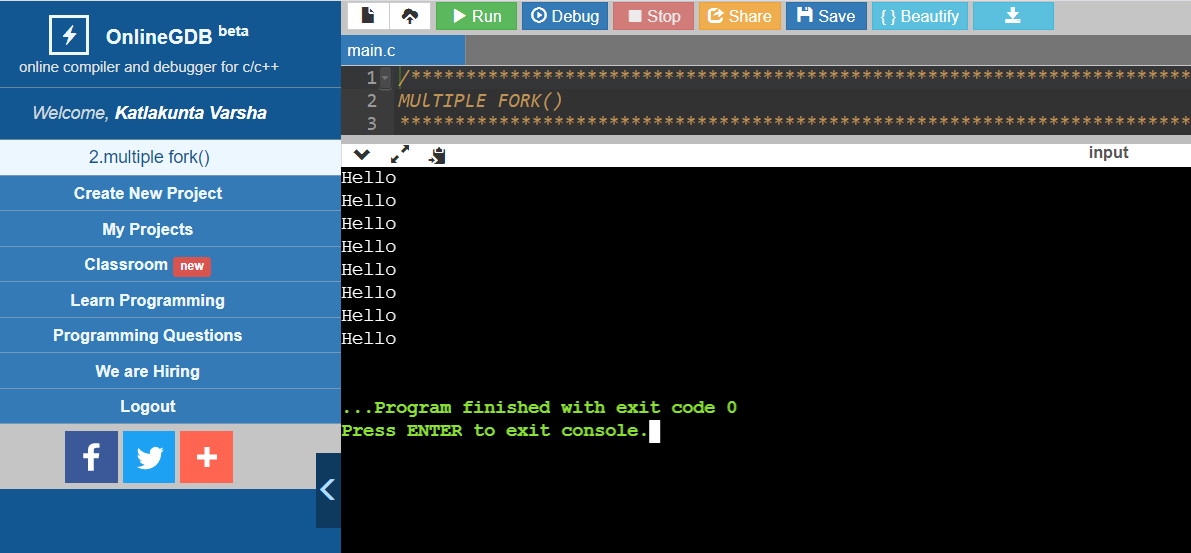 OnlineGDB beta
online compiler and debugger for c/c++
Welcome, Katlakunta Varsha
2.multiple fork()
Create New Project
My Projects
Classroom new
Learn Programming
Programming Questions
We are Hiring
Logout
Run Debug Stop Share Save { } Beautify
main.c
1 /************************************************************************
2 MUlTIPLE FORK()
3 ************************************************************************
input
Hello
Hello
Hello
Hello
Hello
Hello
Hello
Hello
...Program finished with exit code 0
Press ENTER to exit console.